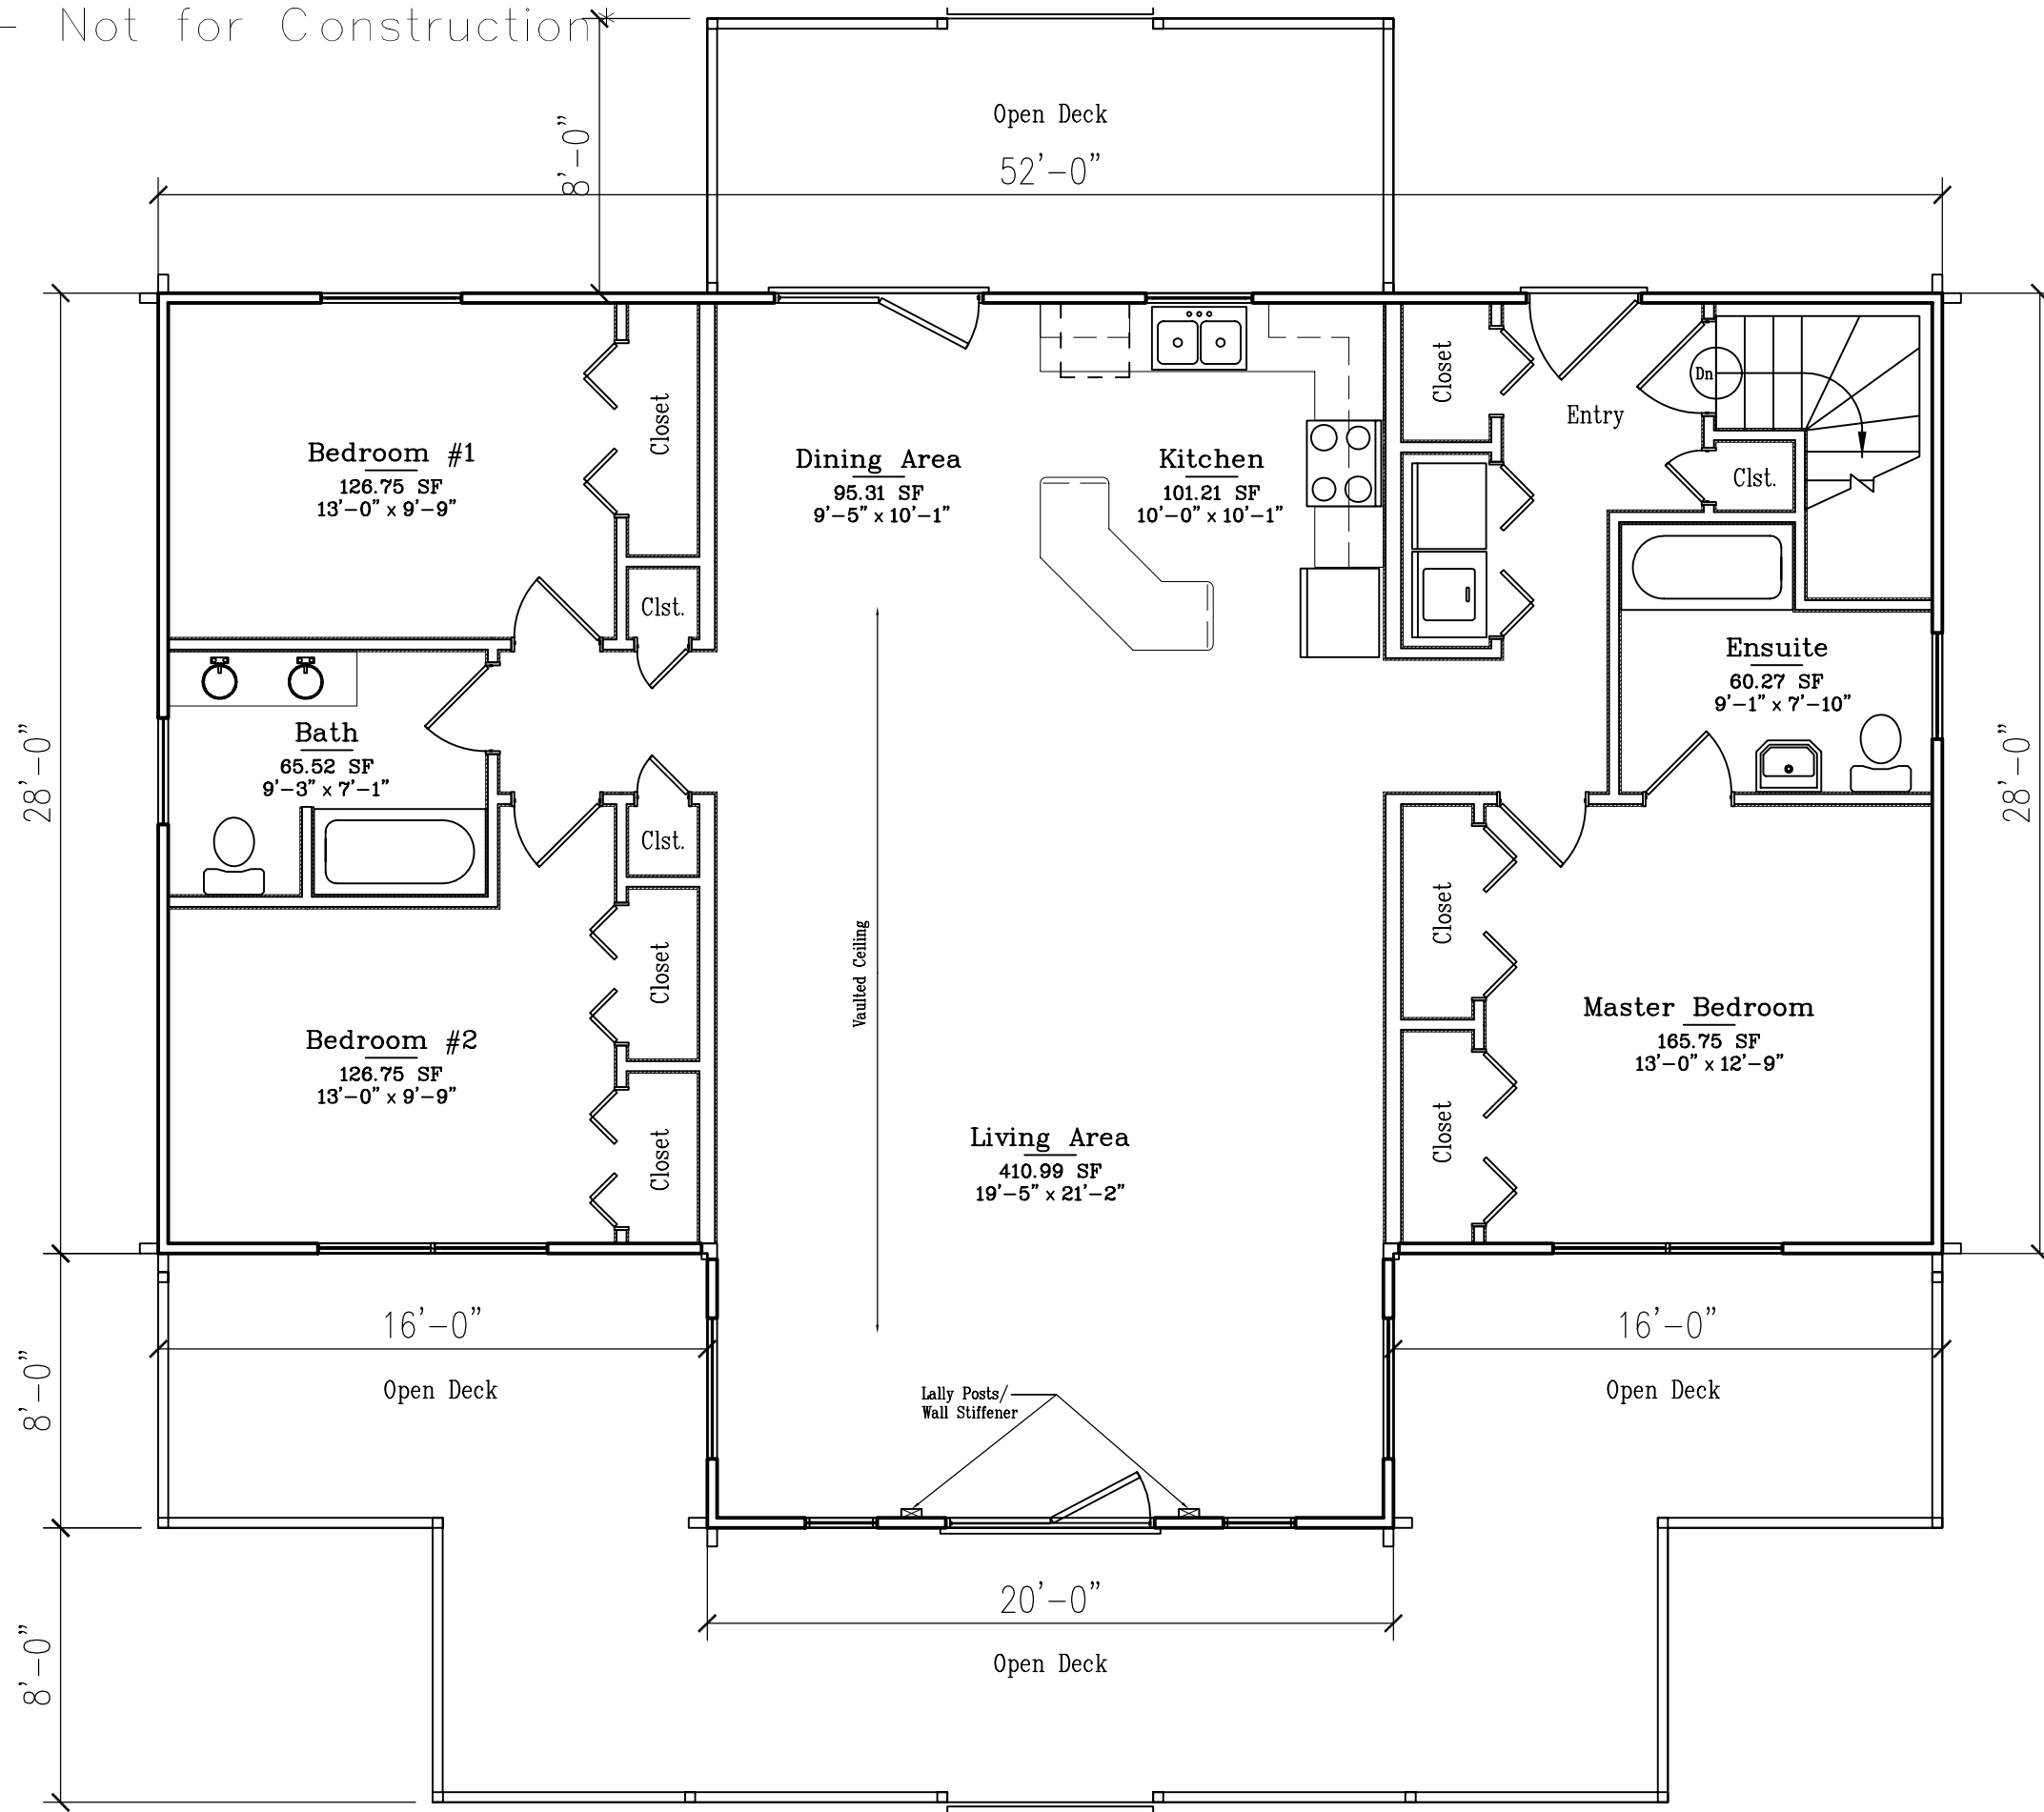 - Not for Construction*
Open Deck
8'-0"
52'-0"
Bedroom #1
126.75 SF
13'-0" x 9'-9"
Closet
Dining Area
95.31 SF
9'-5" x 10'-1"
Kitchen
101.21 SF
10'-0" x 10'-1"
Closet
Entry
Dn
Clst.
Clst.
Ensuite
60.27 SF
9'-1" x 7'-10"
Bath
65.52 SF
9'-3" x 7'-1"
28'-0"
28'-0"
Clst.
Closet
Closet
Bedroom #2
126.75 SF
13'-0" x 9'-9"
Vaulted Ceiling
Closet
Closet
Master Bedroom
165.75 SF
13'-0" x 12'-9"
Living Area
410.99 SF
19'-5" x 21'-2"
16'-0"
16'-0"
8'-0"
Open Deck
Lally Posts/
Wall Stiffener
Open Deck
20'-0"
8'-0"
Open Deck